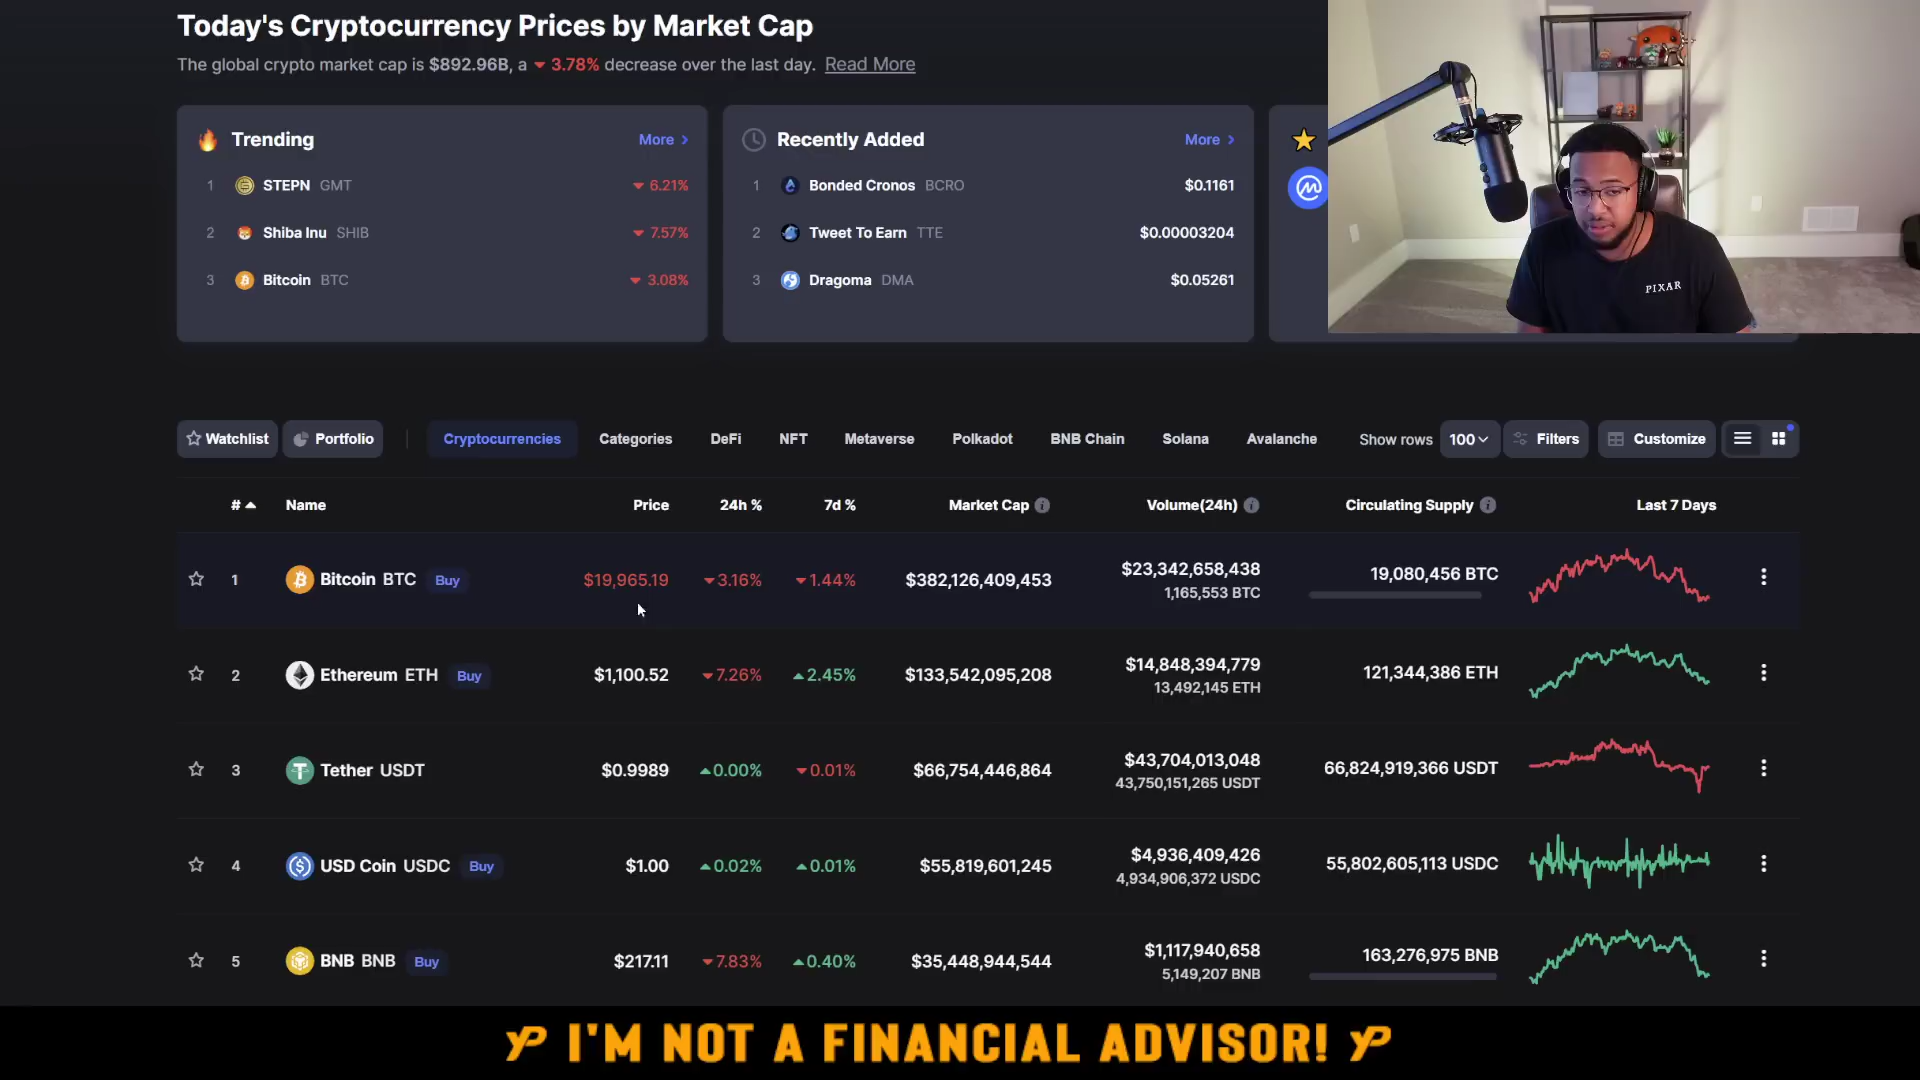 Today's Cryptocurrency Prices by Market Cap
The global crypto market cap is $892.96B, a 3.78% decrease over the last day. Read More
Trending More
1 STEPN GMT 6.21%
2 Shiba Inu SHIB 7.57%
3 Bitcoin BTC 3.08%
Recently Added More
1 Bonded Cronos BCRO $0.1161
2 Tweet To Earn TTE $0.00003204
3 Dragoma DMA $0.05261
PIXAR
Watchlist Portfolio Cryptocurrencies Categories DeFi NFT Metaverse Polkadot BNB Chain Solana Avalanche Show rows 100 Filters Customize
# Name Price 24h % 7d % Market Cap Volume(24h) Circulating Supply Last 7 Days
1 Bitcoin BTC Buy $19,965.19 3.16% 1.44% $382,126,409,453 $23,342,658,438 19,080,456 BTC
1,165,553 BTC
2 Ethereum ETH Buy $1,100.52 7.26% 2.45% $133,542,095,208 $14,848,394,779 121,344,386 ETH
13,492,145 ETH
3 Tether USDT $0.9989 0.00% 0.01% $66,754,446,864 $43,704,013,048 66,824,919,366 USDT
43,750,151,265 USDT
4 USD Coin USDC Buy $1.00 0.02% 0.01% $55,819,601,245 $4,936,409,426 55,802,605,113 USDC
4,934,906,372 USDC
5 BNB BNB Buy $217.11 7.83% 0.40% $35,448,944,544 $1,117,940,658 163,276,975 BNB
5,149,207 BNB
YP I'M NOT A FINANCIAL ADVISOR! YP